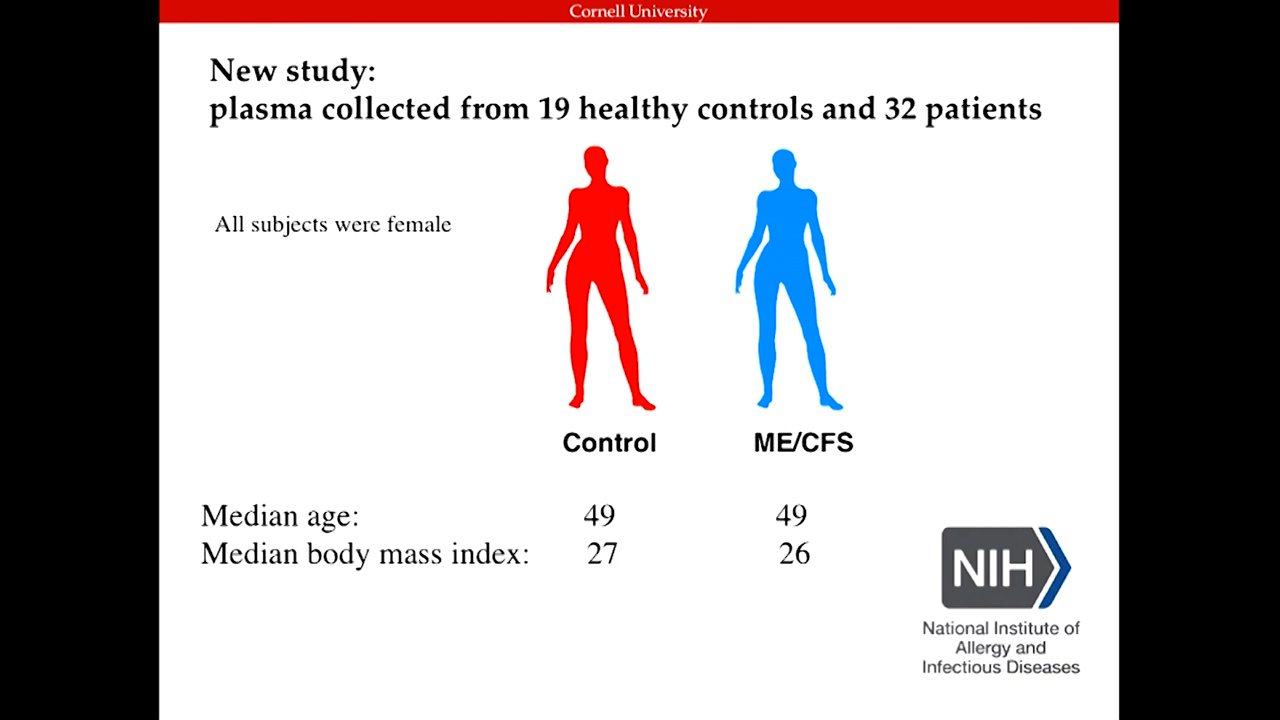 Cornell University
New study:
plasma collected from 19 healthy controls and 32 patients
All subjects were female
Control ME/CFS
Median age: 49 49
Median body mass index: 27 26
NIH
National Institute of
Allergy and
Infectious Diseases